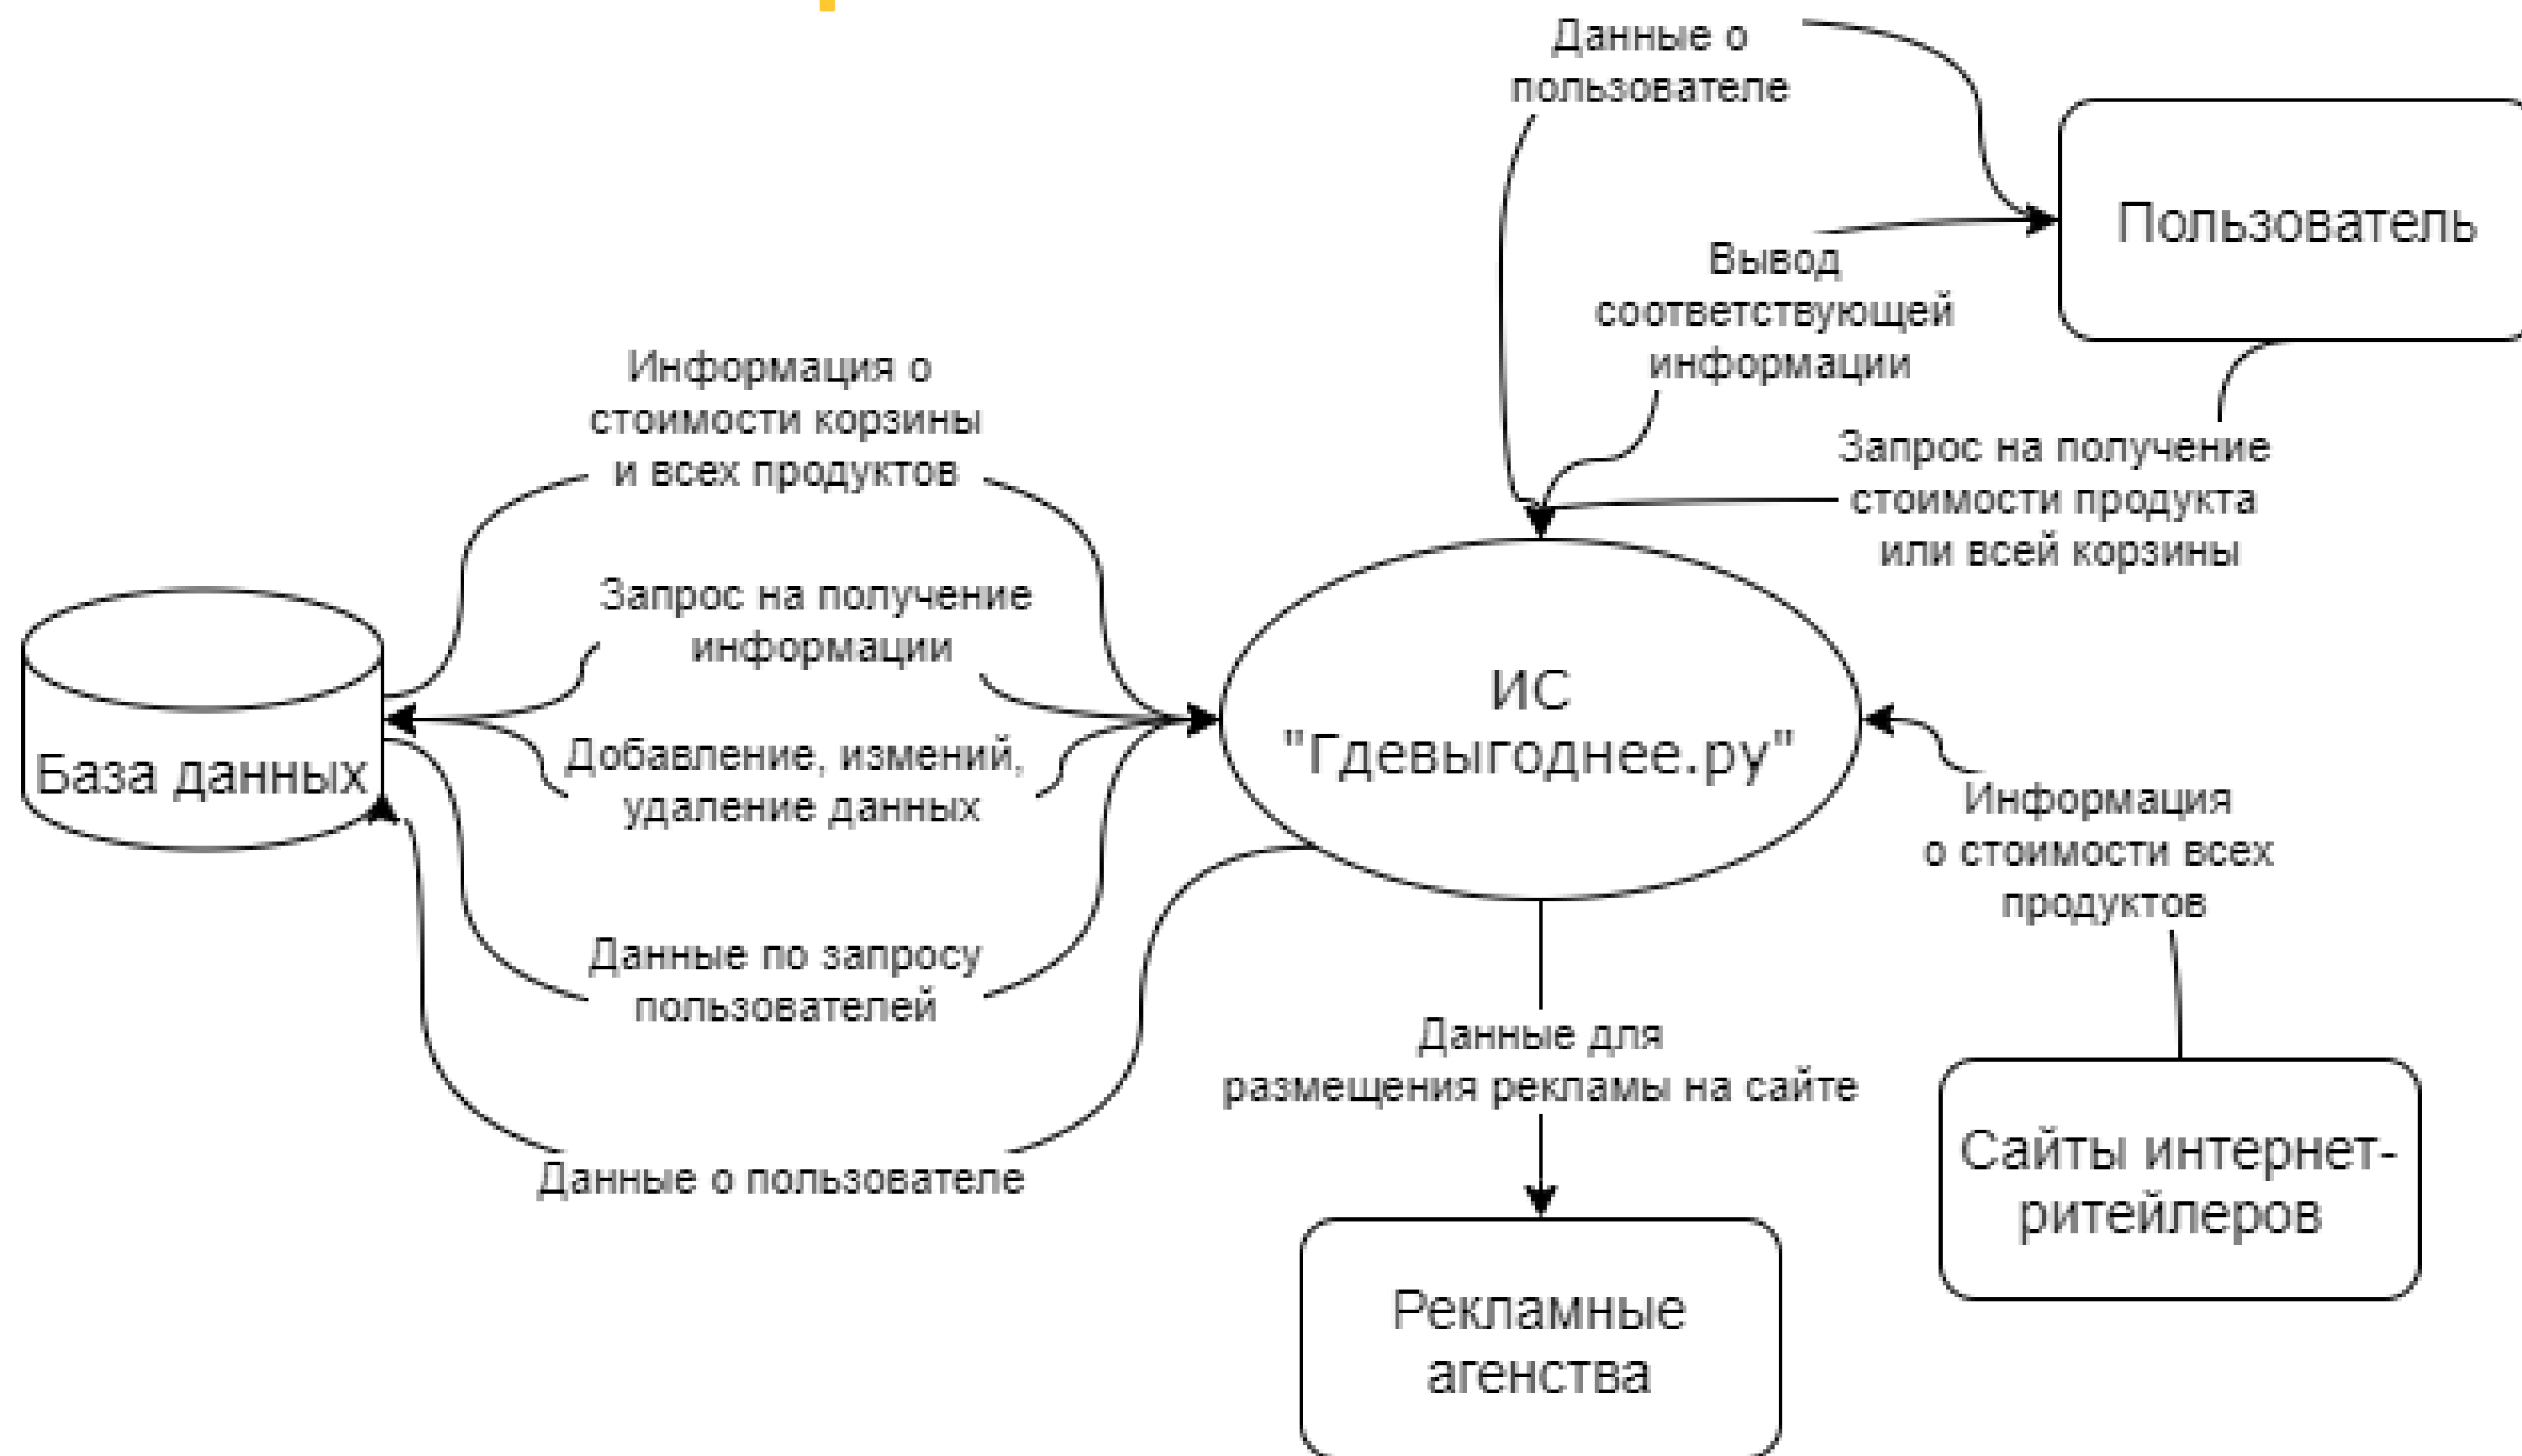 Данные о
пользователе
Пользователь
Вывод
соответствующей
информации
Запрос на получение
стоимости продукта
или всей корзины
Информация о
стоимости корзины
и всех продуктов
Запрос на получение
информации
База данных
Добавление, измений,
удаление данных
ИС
"Гдевыгоднее.ру"
Информация
о стоимости всех
продуктов
Данные по запросу
пользователей
Данные для
размещения рекламы на сайте
Данные о пользователе
Сайты интернет-
ритейлеров
Рекламные
агенства